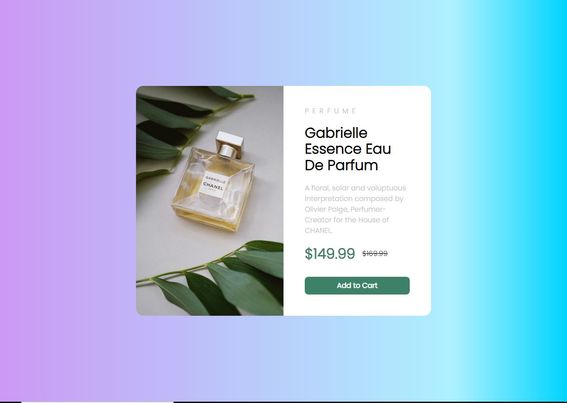 PERFUME
Gabrielle
Essence Eau
De Parfum
A floral, solar and voluptuous
interpretation composed by
Olivier Polge, Perfumer-
Creator for the House of
CHANEL.
$149.99 $169.99
Add to Cart
GABRIELLE
CHANEL